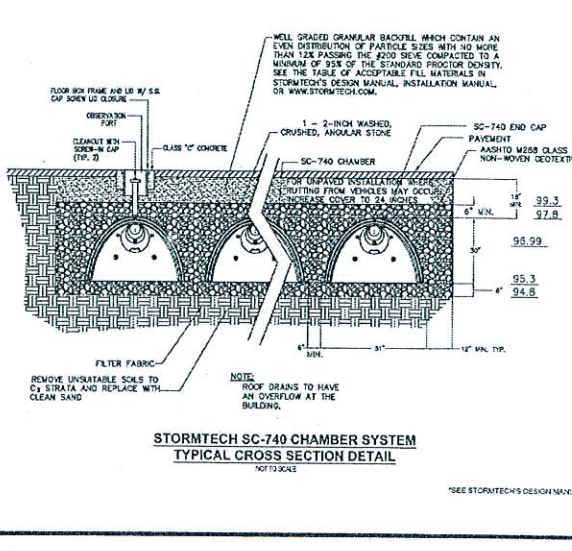 WELL GRADED GRANULAR BACKFILL WHICH CONTAIN AN
EVEN DISTRIBUTION OF PARTICLE SIZES WITH NO MORE
THAN 12% PASSING THE #200 SIEVE COMPACTED TO A
MINIMUM OF 95% OF THE STANDARD PROCTOR DENSITY.
SEE THE TABLE OF ACCEPTABLE FILL MATERIALS IN
STORMTECH'S DESIGN MANUAL, INSTALLATION MANUAL,
OR WWW.STORMTECH.COM.
FLOOR BOX FRAME AND LID W/ S.S.
CAP SCREW LID CLOSURE
OBSERVATION
PORT
CLEANOUT WITH
SCREW-IN CAP
(TYP. 2)
CLASS "C" CONCRETE
1 - 2-INCH WASHED,
CRUSHED, ANGULAR STONE
SC-740 CHAMBER
SC-740 END CAP
PAVEMENT
AASHTO M288 CLASS
NON-WOVEN GEOTEXTI
FOR UNPAVED INSTALLATION WHERE
RUTTING FROM VEHICLES MAY OCCUR,
INCREASE COVER TO 24 INCHES
18"
MIN.
6" MIN.
99.3
97.8
30"
96.99
95.3
6"
94.8
6"
MIN.
51"
12" MIN. TYP.
FILTER FABRIC
REMOVE UNSUITABLE SOILS TO
STRATA AND REPLACE WITH
CLEAN SAND
NOTE:
ROOF DRAINS TO HAVE
AN OVERFLOW AT THE
BUILDING.
STORMTECH SC-740 CHAMBER SYSTEM
TYPICAL CROSS SECTION DETAIL
NOT TO SCALE
*SEE STORMTECH'S DESIGN MANU